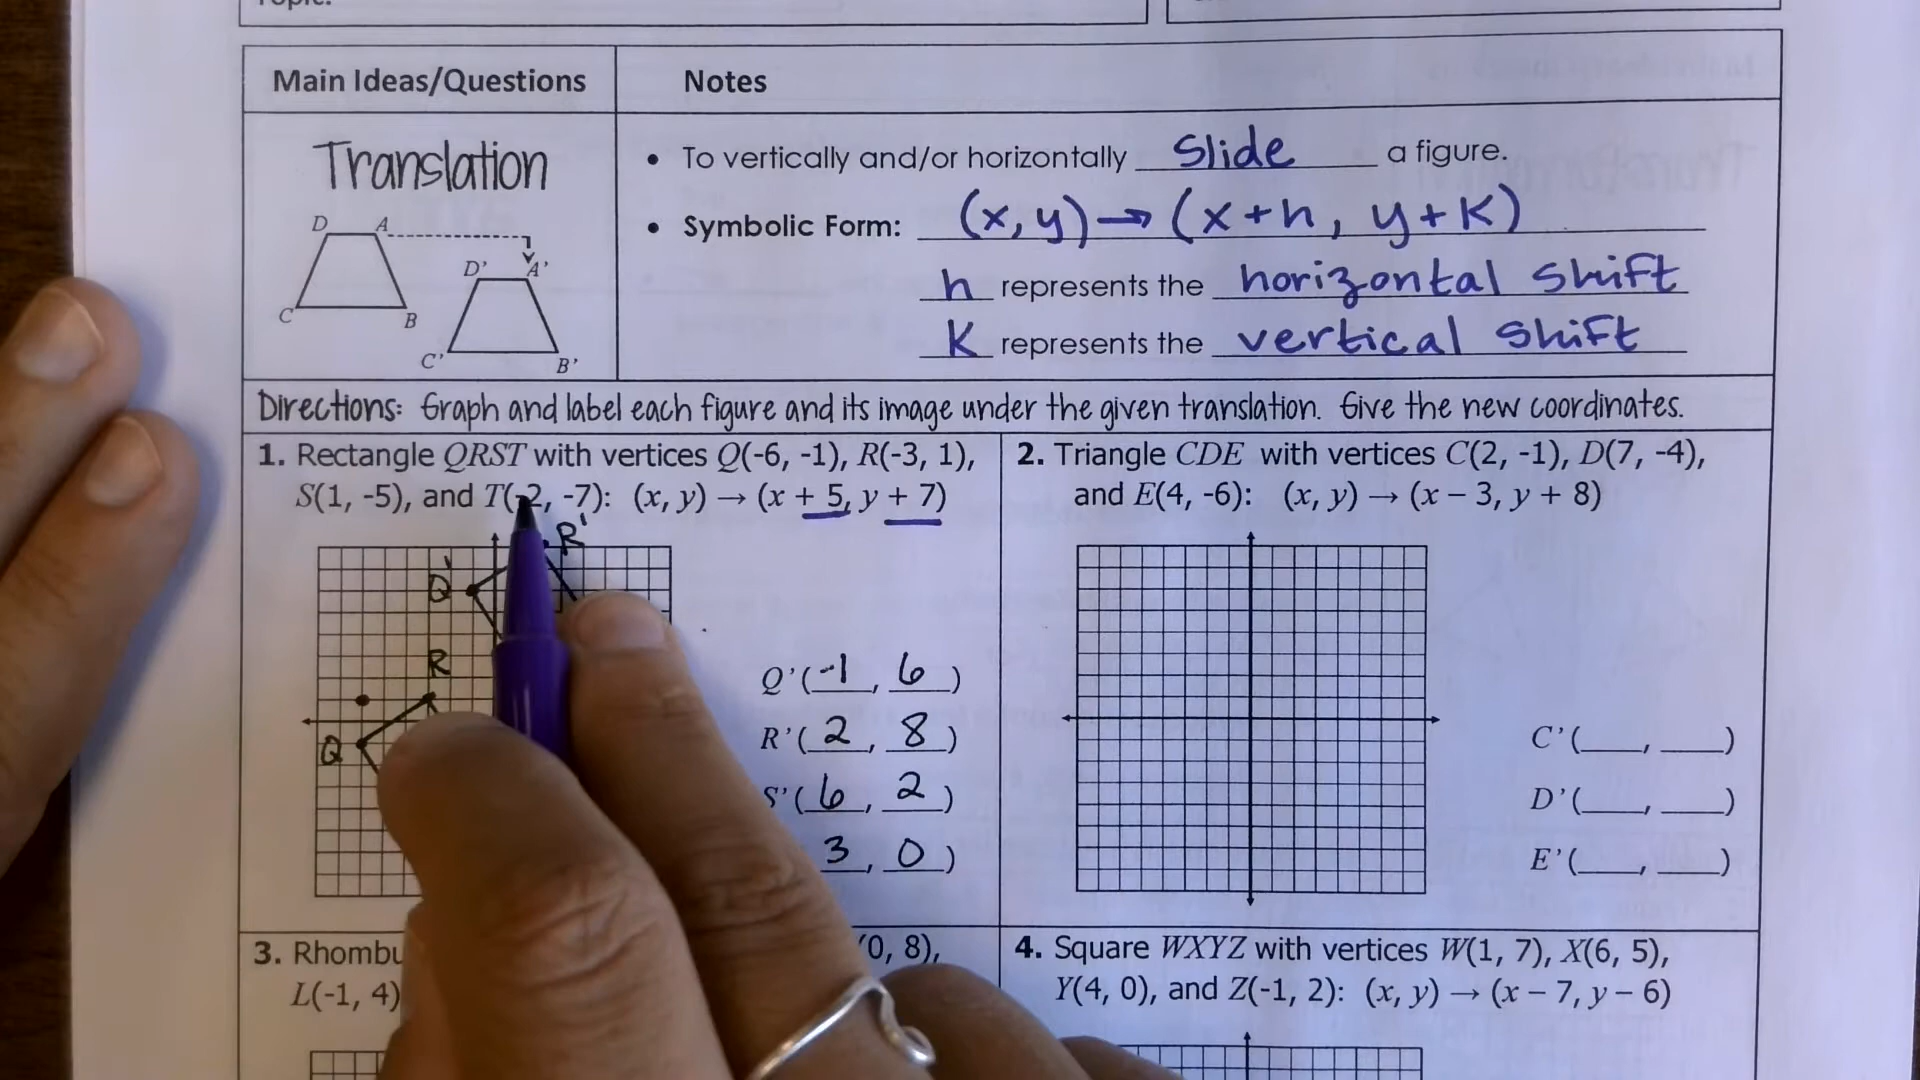 Main Ideas/Questions
Notes
Translation
D A
D' A'
C B
C' B'
• To vertically and/or horizontally slide a figure.
• Symbolic Form: (x, y) → (x + h, y + k)
h represents the horizontal shift
k represents the vertical shift
Directions: Graph and label each figure and its image under the given translation. Give the new coordinates.
1. Rectangle QRST with vertices Q(-6, -1), R(-3, 1),
S(1, -5), and T(-2, -7): (x, y) → (x + 5, y + 7)
R'
Q'
R
Q
Q'(-1, 6)
R'(2, 8)
S'(6, 2)
3, 0)
2. Triangle CDE with vertices C(2, -1), D(7, -4),
and E(4, -6): (x, y) → (x – 3, y + 8)
C'(___, ___)
D'(___, ___)
E'(___, ___)
3. Rhombu
(0, 8),
L(-1, 4)
4. Square WXYZ with vertices W(1, 7), X(6, 5),
Y(4, 0), and Z(-1, 2): (x, y) → (x – 7, y – 6)